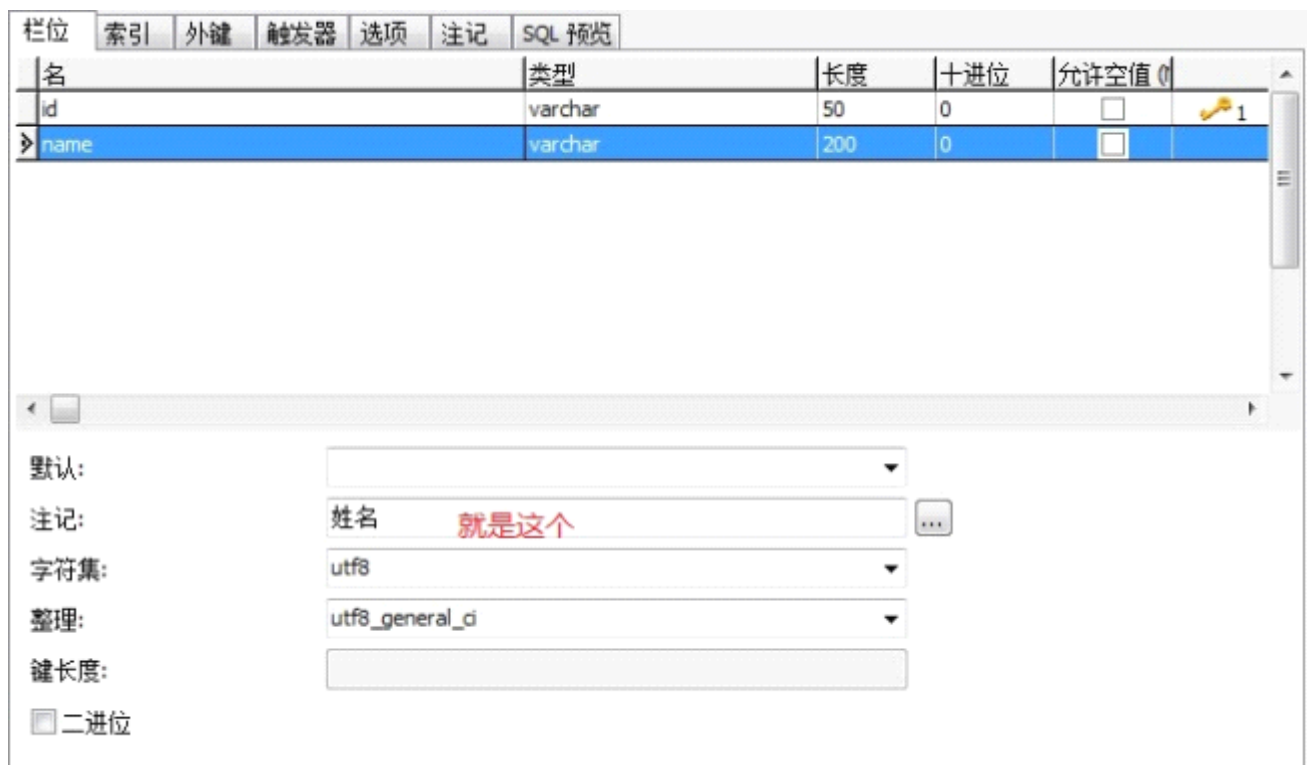 栏位 索引 外键 触发器 选项 注记 SQL 预览
名 类型 长度 十进位 允许空值 (
id varchar 50 0 1
name varchar 200 0
默认:
注记: 姓名 就是这个 ...
字符集: utf8
整理: utf8_general_ci
键长度:
二进位